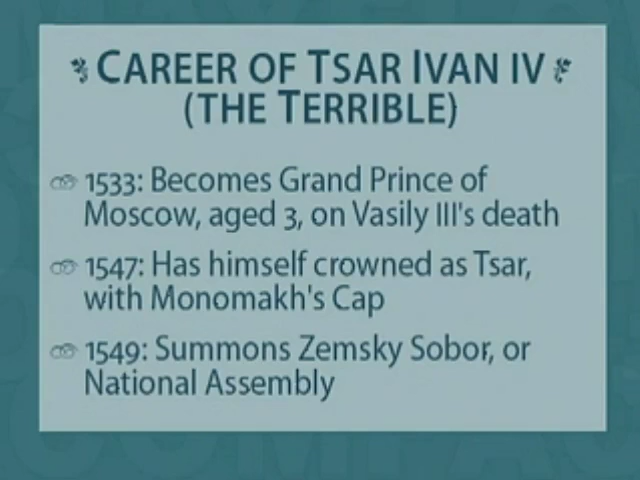 CAREER OF TSAR IVAN IV
(THE TERRIBLE)
1533: Becomes Grand Prince of
Moscow, aged 3, on Vasily III's death
1547: Has himself crowned as Tsar,
with Monomakh's Cap
1549: Summons Zemsky Sobor, or
National Assembly